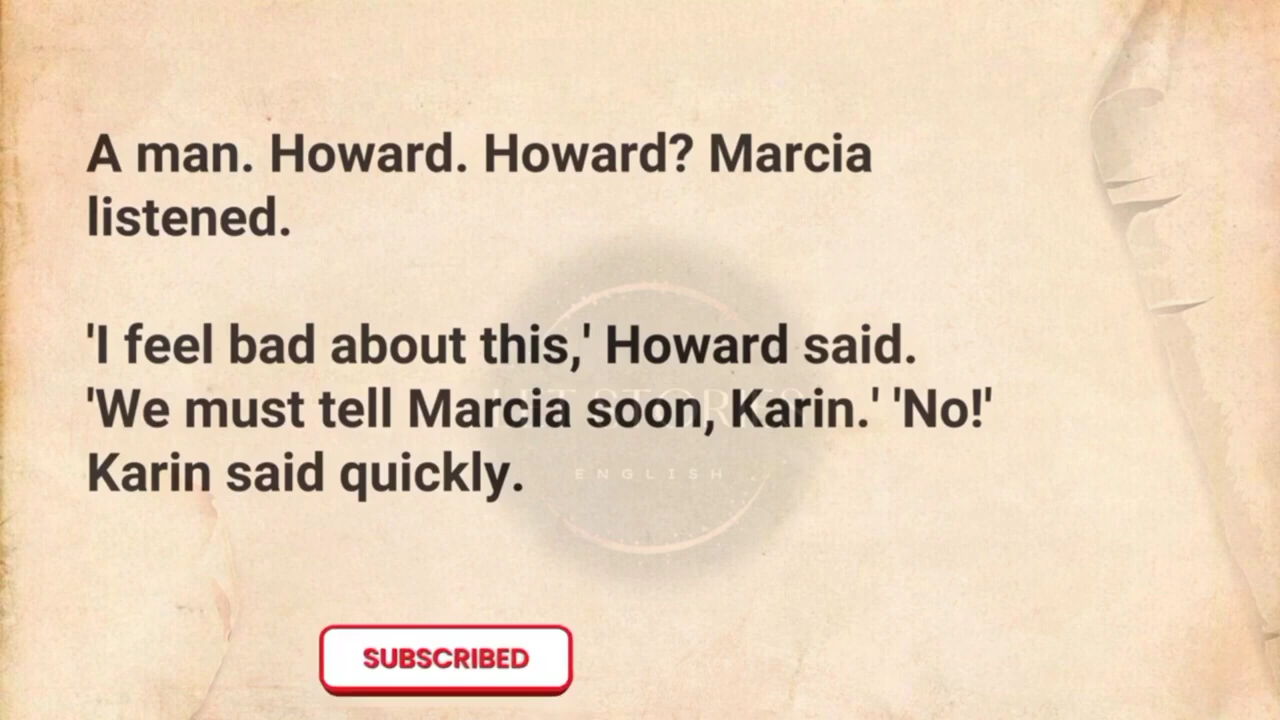 A man. Howard. Howard? Marcia
listened.
'I feel bad about this,' Howard said.
'We must tell Marcia soon, Karin.' 'No!'
Karin said quickly.
ENGLISH
SUBSCRIBED